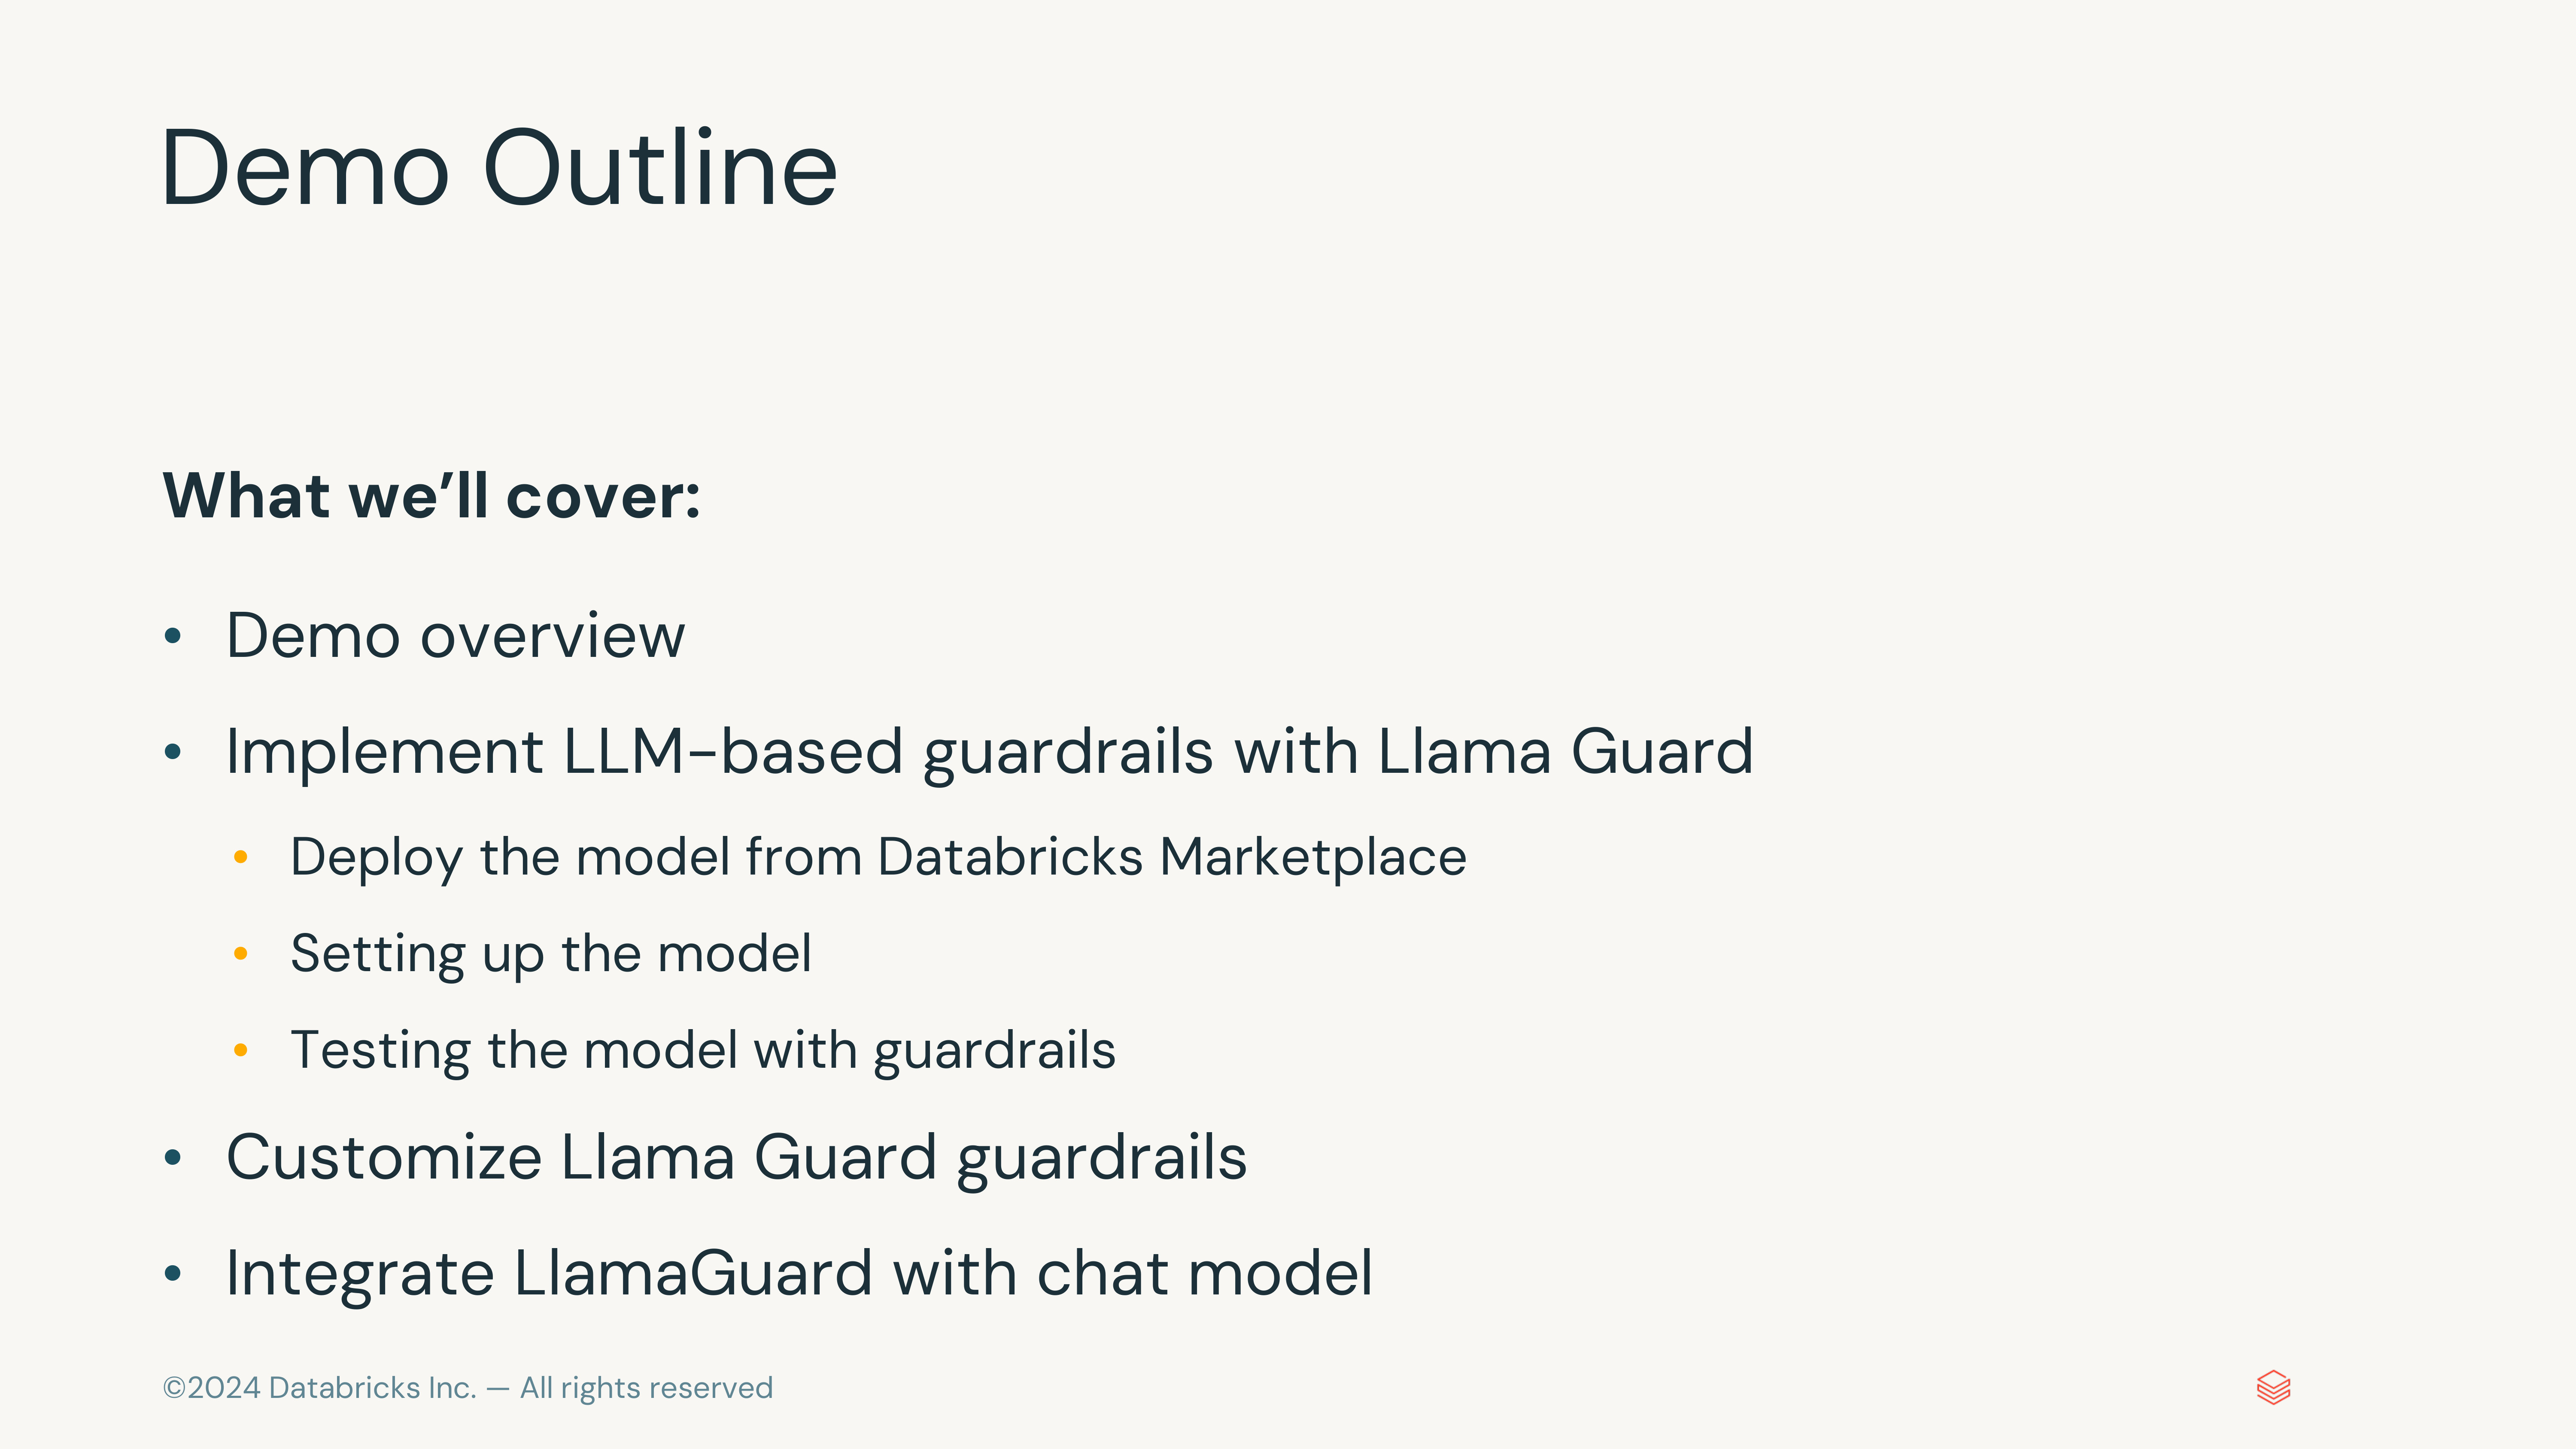 Demo Outline
What we’ll cover:
• Demo overview
• Implement LLM-based guardrails with Llama Guard
• Deploy the model from Databricks Marketplace
• Setting up the model
• Testing the model with guardrails
• Customize Llama Guard guardrails
• Integrate LlamaGuard with chat model
©2024 Databricks Inc. — All rights reserved